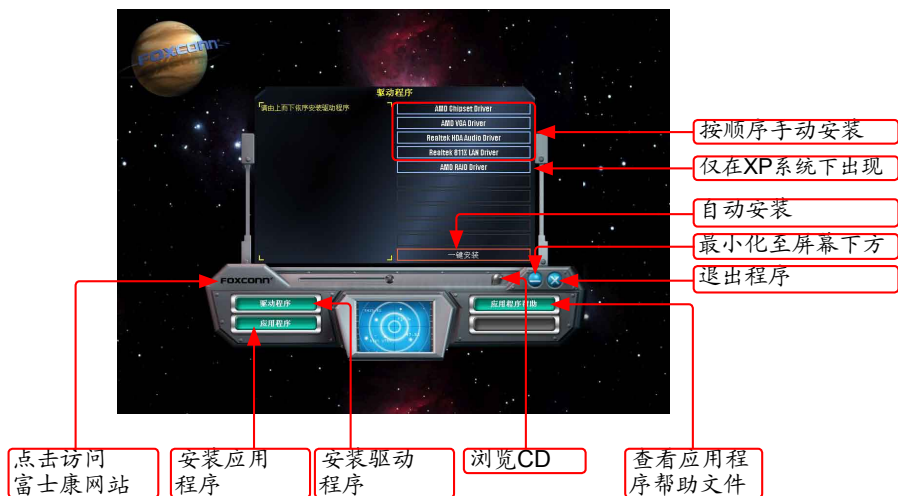 FOXCONN
驱动程序
请由上而下依序安装驱动程序
AMD Chipset Driver
AMD VGA Driver
Realtek HDA Audio Driver
Realtek 811X LAN Driver
AMD RAID Driver
一键安装
按顺序手动安装
仅在XP系统下出现
自动安装
最小化至屏幕下方
退出程序
FOXCONN
驱动程序
应用程序
应用程序帮助
点击访问
富士康网站
安装应用
程序
安装驱动
程序
浏览CD
查看应用程
序帮助文件